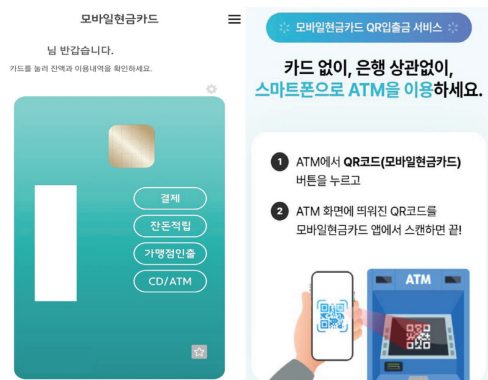 모바일현금카드
님 반갑습니다.
카드를 눌러 잔액과 이용내역을 확인하세요.
결제
잔돈적립
가맹점인출
CD/ATM
모바일현금카드 QR입출금 서비스
카드 없이, 은행 상관없이,
스마트폰으로 ATM을 이용하세요.
1 ATM에서 QR코드(모바일현금카드)
버튼을 누르고
2 ATM 화면에 띄워진 QR코드를
모바일현금카드 앱에서 스캔하면 끝!
ATM